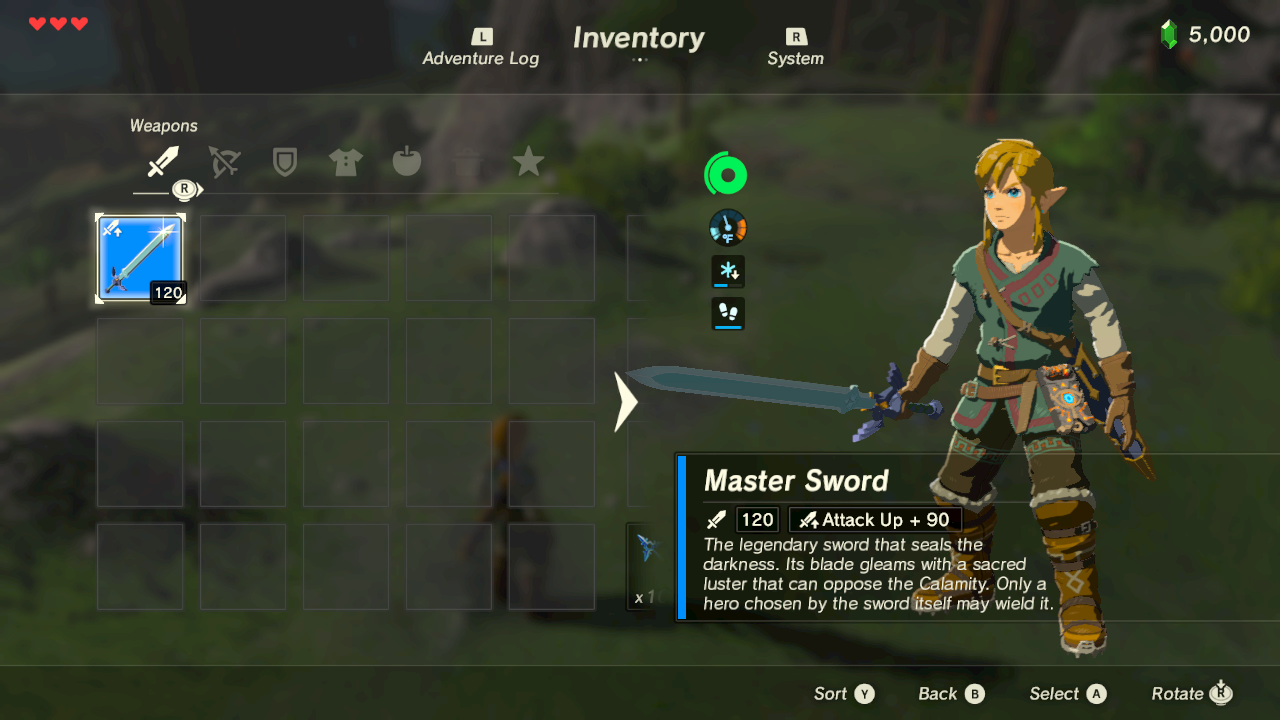 L
Inventory
R
5,000
Adventure Log
System
Weapons
R
°F
120
Master Sword
120
Attack Up + 90
The legendary sword that seals the
darkness. Its blade gleams with a sacred
luster that can oppose the Calamity. Only a
hero chosen by the sword itself may wield it.
Sort Y
Back B
Select A
Rotate R